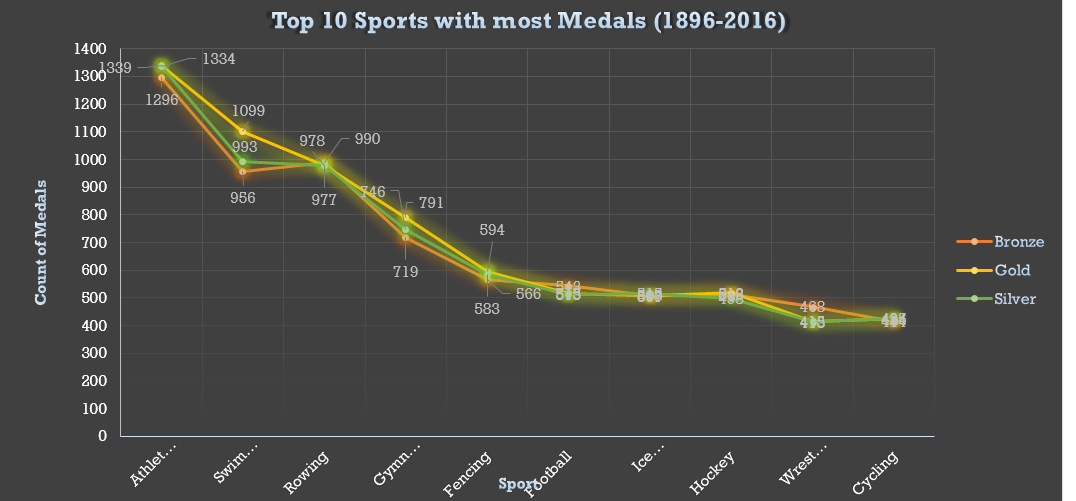 Top 10 Sports with most Medals (1896-2016)
Count of Medals
1400
1300
1200
1100
1000
900
800
700
600
500
400
300
200
100
0
1339
1334
1296
1099
993
956
978
990
977
746
791
719
594
566
583
468
Athlet...
Swim...
Rowing
Gymn...
Fencing
Football
Ice...
Hockey
Wrest...
Cycling
Sport
Bronze
Gold
Silver